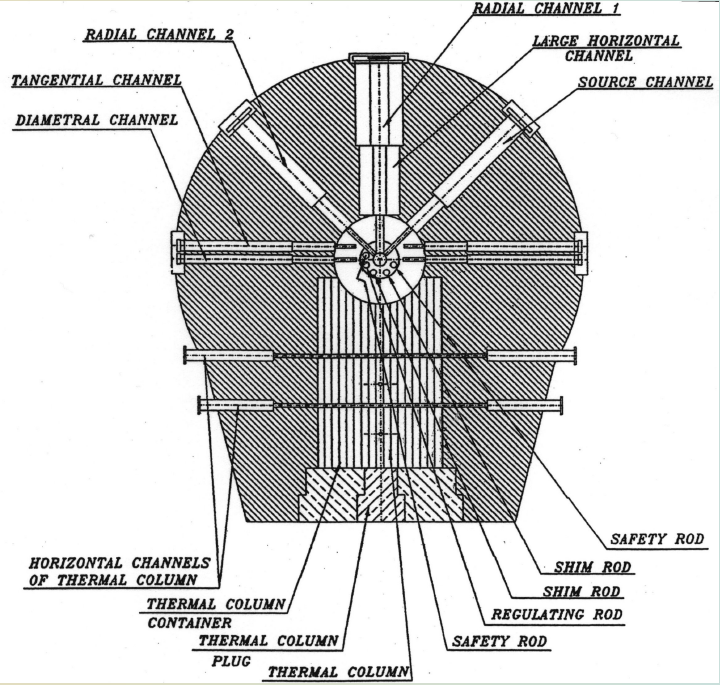 RADIAL CHANNEL 1
RADIAL CHANNEL 2
LARGE HORIZONTAL
CHANNEL
TANGENTIAL CHANNEL
SOURCE CHANNEL
DIAMETRAL CHANNEL
SAFETY ROD
HORIZONTAL CHANNELS
OF THERMAL COLUMN
SHIM ROD
SHIM ROD
THERMAL COLUMN
CONTAINER
REGULATING ROD
THERMAL COLUMN
PLUG
SAFETY ROD
THERMAL COLUMN